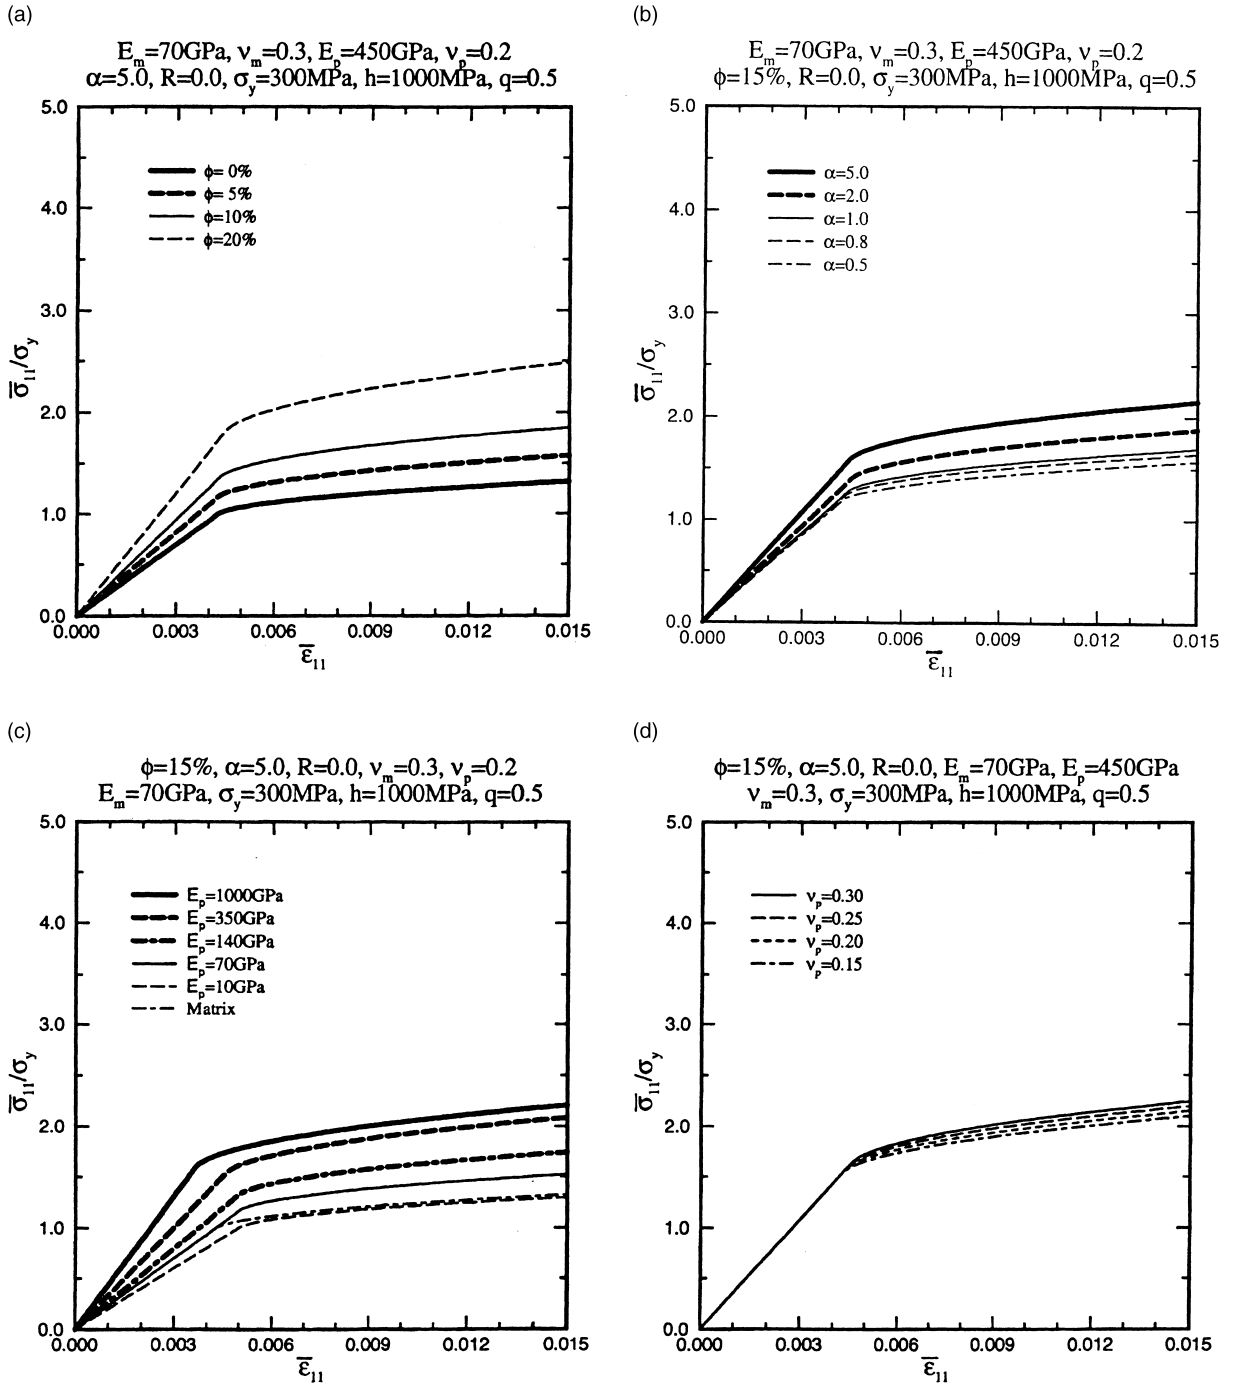 (a)
E_m=70GPa, ν_m=0.3, E_p=450GPa, ν_p=0.2
α=5.0, R=0.0, σ_y=300MPa, h=1000MPa, q=0.5
5.0
4.0
3.0
2.0
1.0
0.0
σ̅_11/σ_y
ϕ= 0%
ϕ= 5%
ϕ=10%
ϕ=20%
0.000 0.003 0.006 0.009 0.012 0.015
ε̅_11
(b)
E_m=70GPa, ν_m=0.3, E_p=450GPa, ν_p=0.2
ϕ=15%, R=0.0, σ_y=300MPa, h=1000MPa, q=0.5
5.0
4.0
3.0
2.0
1.0
0.0
σ̅_11/σ_y
α=5.0
α=2.0
α=1.0
α=0.8
α=0.5
0.000 0.003 0.006 0.009 0.012 0.015
ε̅_11
(c)
ϕ=15%, α=5.0, R=0.0, ν_m=0.3, ν_p=0.2
E_m=70GPa, σ_y=300MPa, h=1000MPa, q=0.5
5.0
4.0
3.0
2.0
1.0
0.0
σ̅_11/σ_y
E_p=1000GPa
E_p=350GPa
E_p=140GPa
E_p=70GPa
E_p=10GPa
Matrix
0.000 0.003 0.006 0.009 0.012 0.015
ε̅_11
(d)
ϕ=15%, α=5.0, R=0.0, E_m=70GPa, E_p=450GPa
ν_m=0.3, σ_y=300MPa, h=1000MPa, q=0.5
5.0
4.0
3.0
2.0
1.0
0.0
σ̅_11/σ_y
ν_p=0.30
ν_p=0.25
ν_p=0.20
ν_p=0.15
0.000 0.003 0.006 0.009 0.012 0.015
ε̅_11